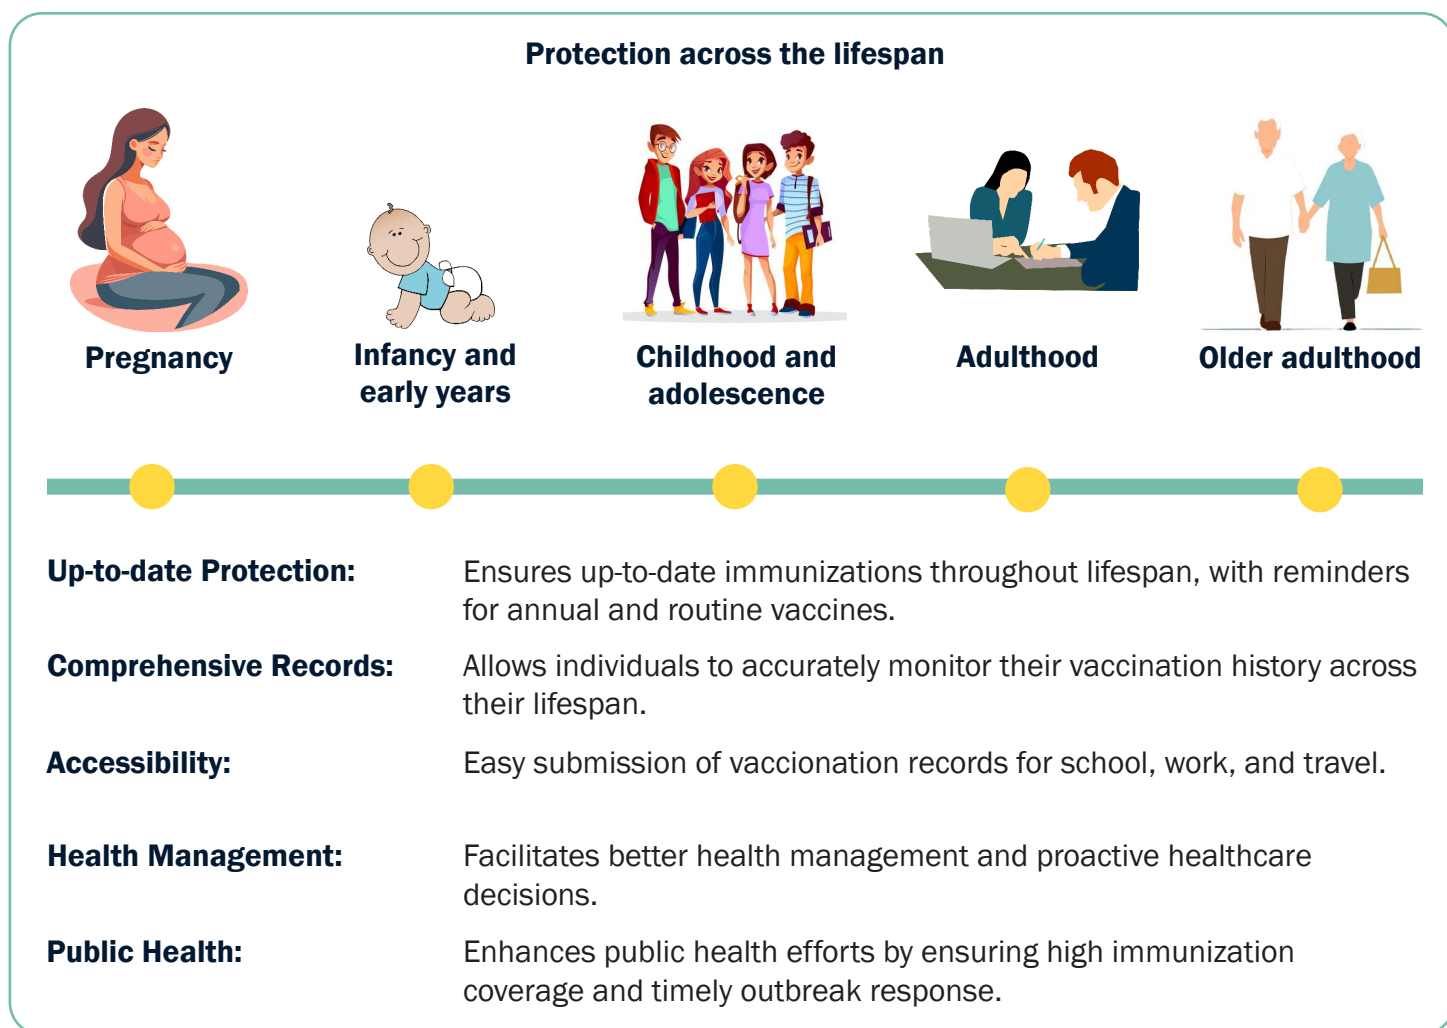 Protection across the lifespan
Pregnancy
Infancy and
early years
Childhood and
adolescence
Adulthood
Older adulthood
Up-to-date Protection:
Ensures up-to-date immunizations throughout lifespan, with reminders
for annual and routine vaccines.
Comprehensive Records:
Allows individuals to accurately monitor their vaccination history across
their lifespan.
Accessibility:
Easy submission of vaccionation records for school, work, and travel.
Health Management:
Facilitates better health management and proactive healthcare
decisions.
Public Health:
Enhances public health efforts by ensuring high immunization
coverage and timely outbreak response.